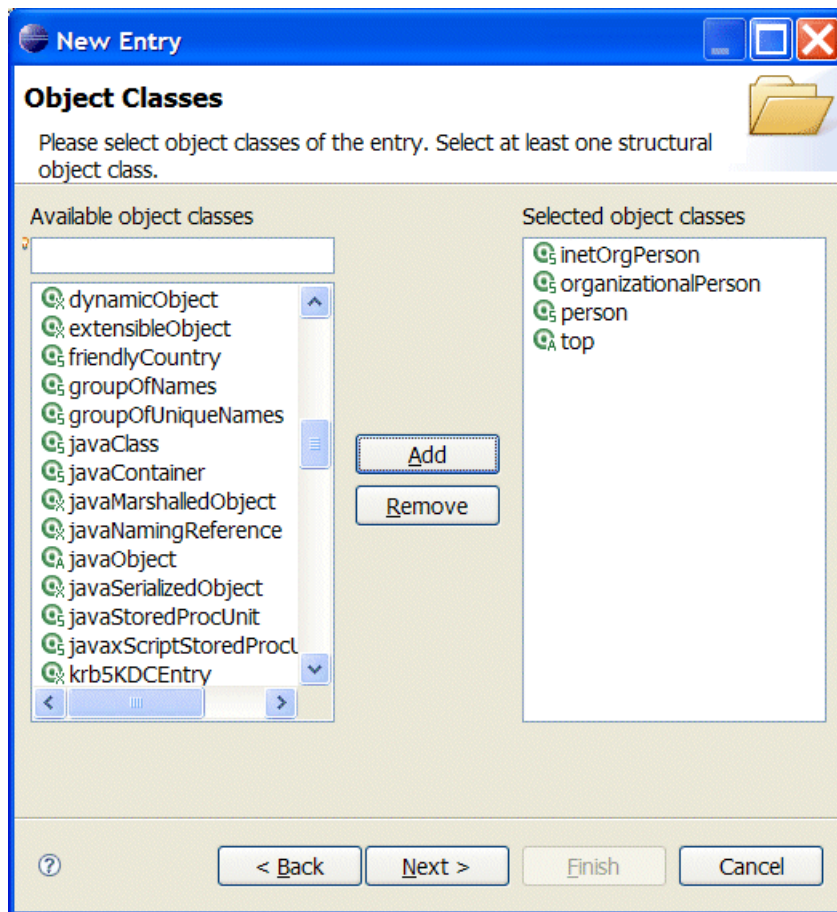 New Entry
Object Classes
Please select object classes of the entry. Select at least one structural
object class.
Available object classes
dynamicObject
extensibleObject
friendlyCountry
groupOfNames
groupOfUniqueNames
javaClass
javaContainer
javaMarshalledObject
javaNamingReference
javaObject
javaSerializedObject
javaStoredProcUnit
javaxScriptStoredProcU
krb5KDCEntry
Add
Remove
Selected object classes
inetOrgPerson
organizationalPerson
person
top
< Back
Next >
Finish
Cancel